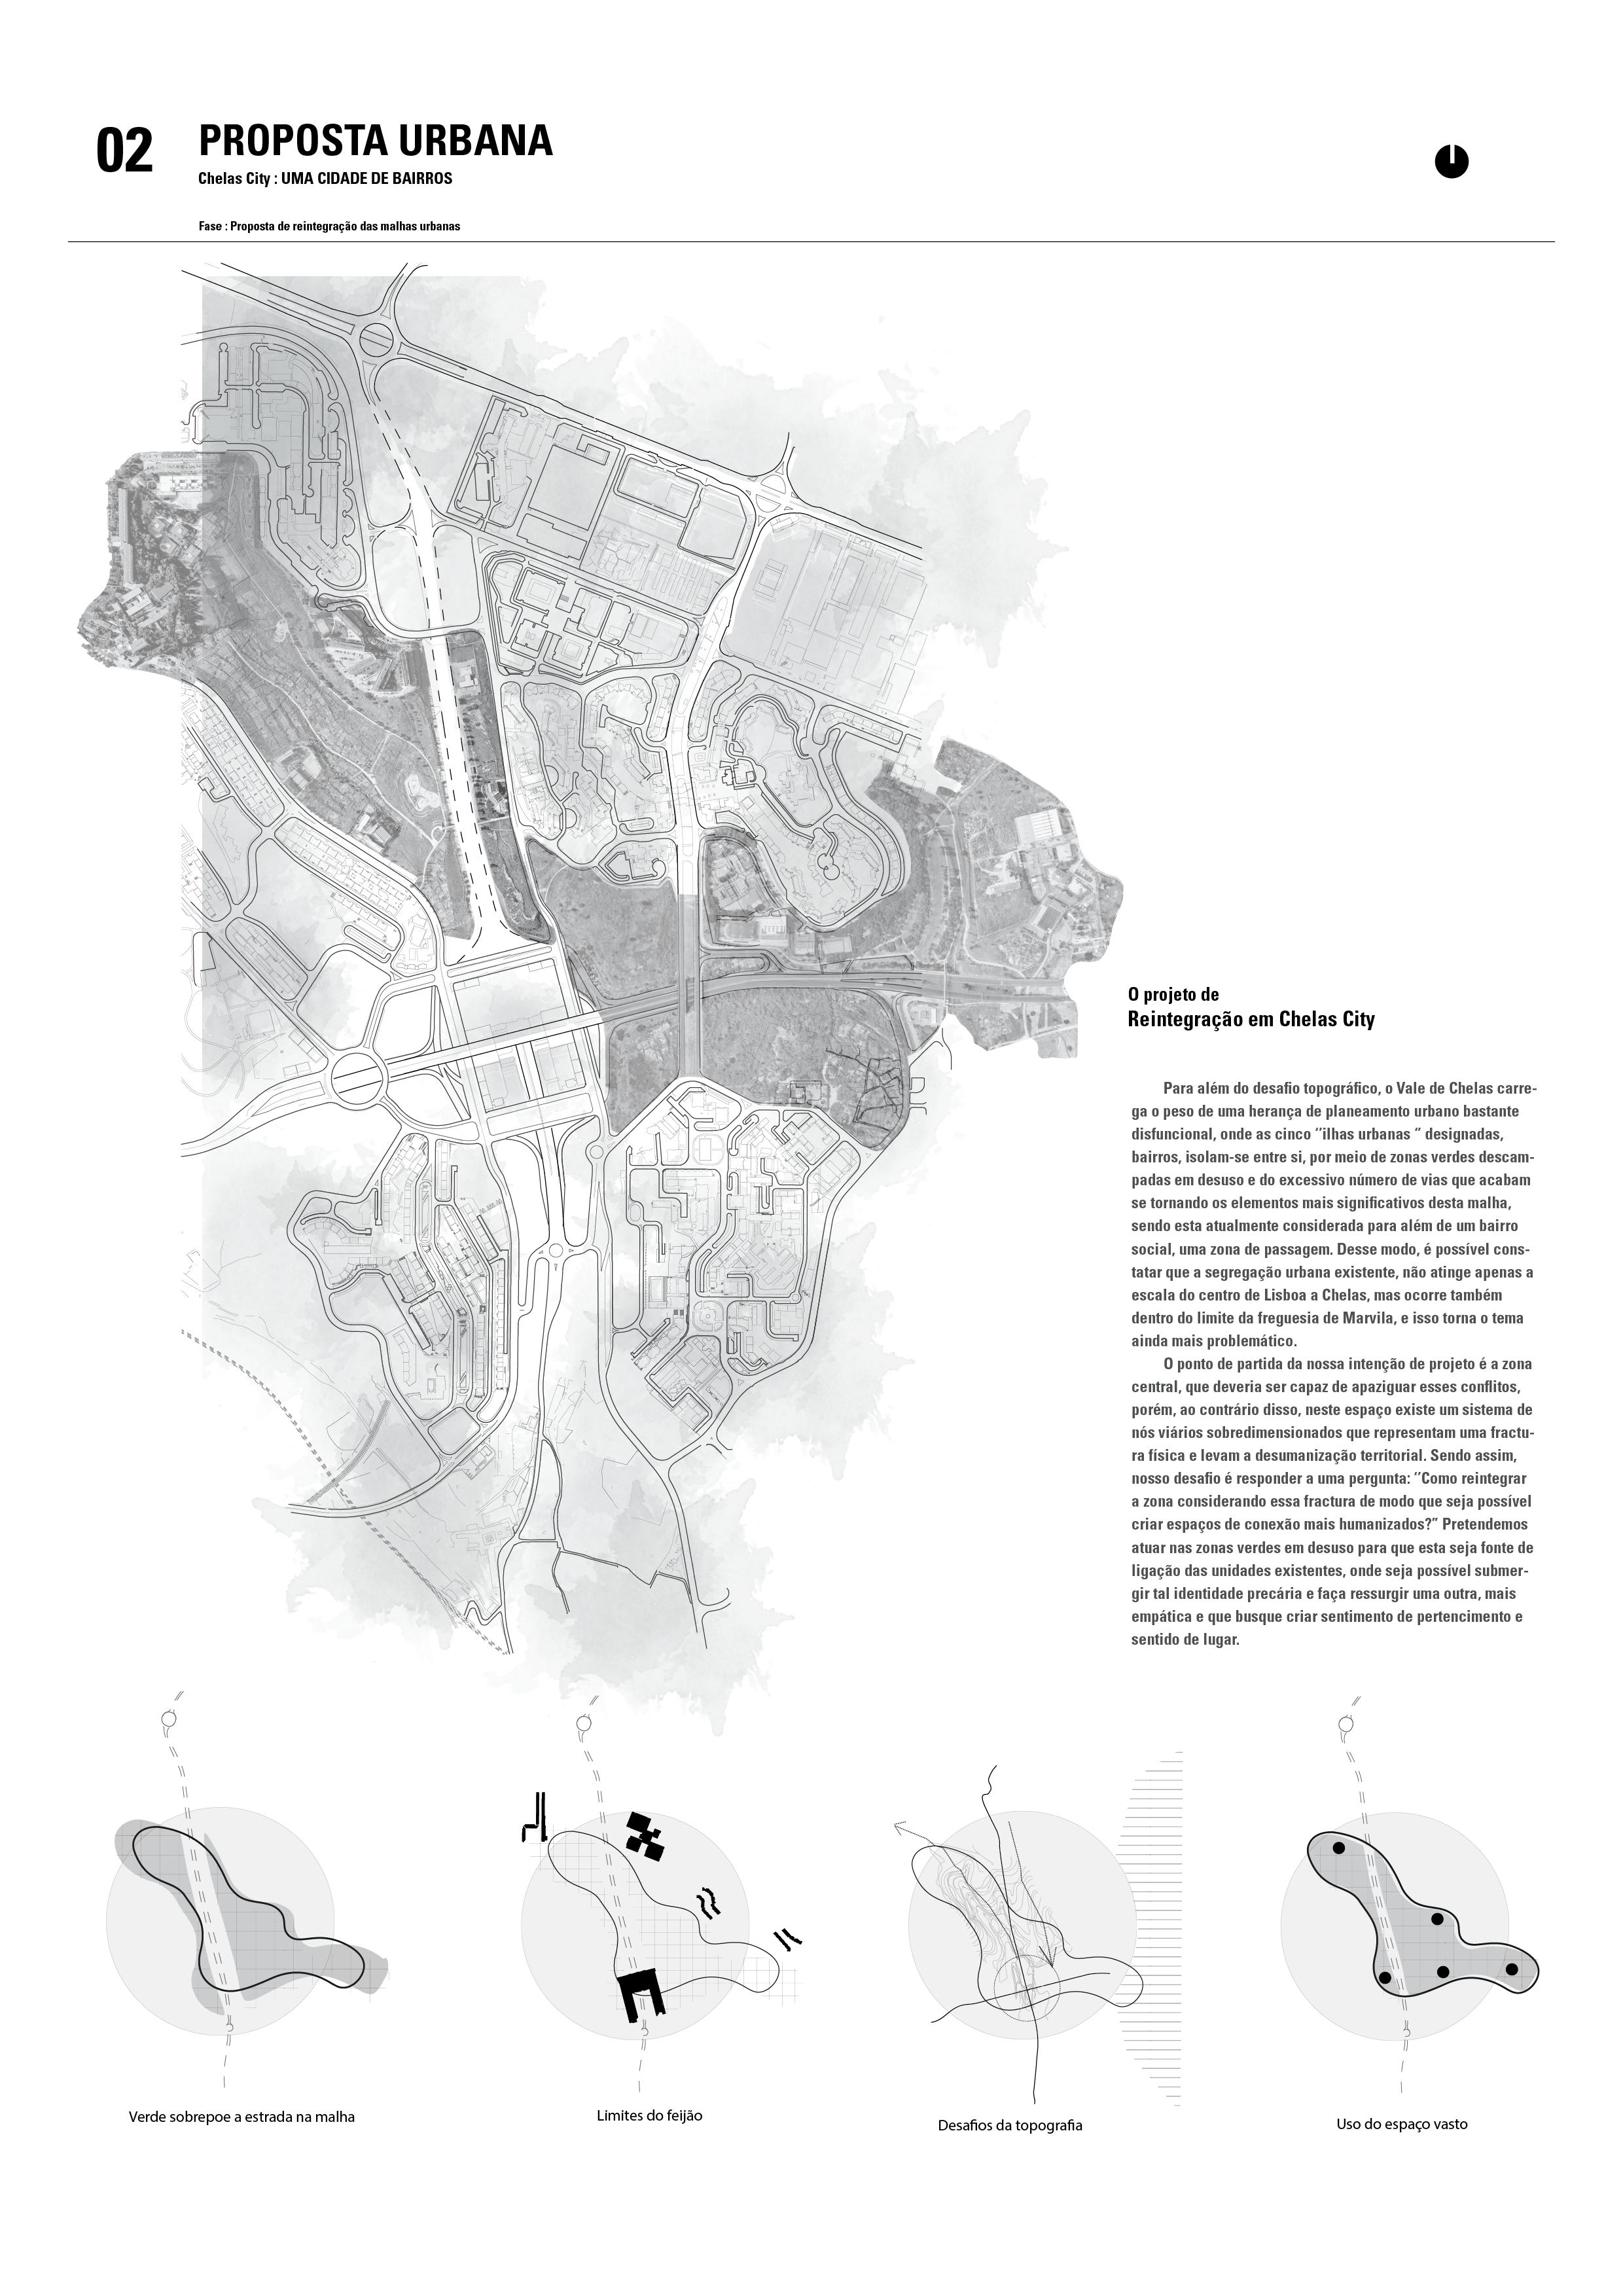 02
PROPOSTA URBANA
Chelas City : UMA CIDADE DE BAIRROS
Fase : Proposta de reintegração das malhas urbanas
O projeto de
Reintegração em Chelas City
Para além do desafio topográfico, o Vale de Chelas carre-
ga o peso de uma herança de planeamento urbano bastante
disfuncional, onde as cinco ‘’ilhas urbanas ” designadas,
bairros, isolam-se entre si, por meio de zonas verdes descam-
padas em desuso e do excessivo número de vias que acabam
se tornando os elementos mais significativos desta malha,
sendo esta atualmente considerada para além de um bairro
social, uma zona de passagem. Desse modo, é possível cons-
tatar que a segregação urbana existente, não atinge apenas a
escala do centro de Lisboa a Chelas, mas ocorre também
dentro do limite da freguesia de Marvila, e isso torna o tema
ainda mais problemático.
O ponto de partida da nossa intenção de projeto é a zona
central, que deveria ser capaz de apaziguar esses conflitos,
porém, ao contrário disso, neste espaço existe um sistema de
nós viários sobredimensionados que representam uma fractu-
ra física e levam a desumanização territorial. Sendo assim,
nosso desafio é responder a uma pergunta: ‘’Como reintegrar
a zona considerando essa fractura de modo que seja possível
criar espaços de conexão mais humanizados?” Pretendemos
atuar nas zonas verdes em desuso para que esta seja fonte de
ligação das unidades existentes, onde seja possível submer-
gir tal identidade precária e faça ressurgir uma outra, mais
empática e que busque criar sentimento de pertencimento e
sentido de lugar.
Verde sobrepoe a estrada na malha
Limites do feijão
Desafios da topografia
Uso do espaço vasto